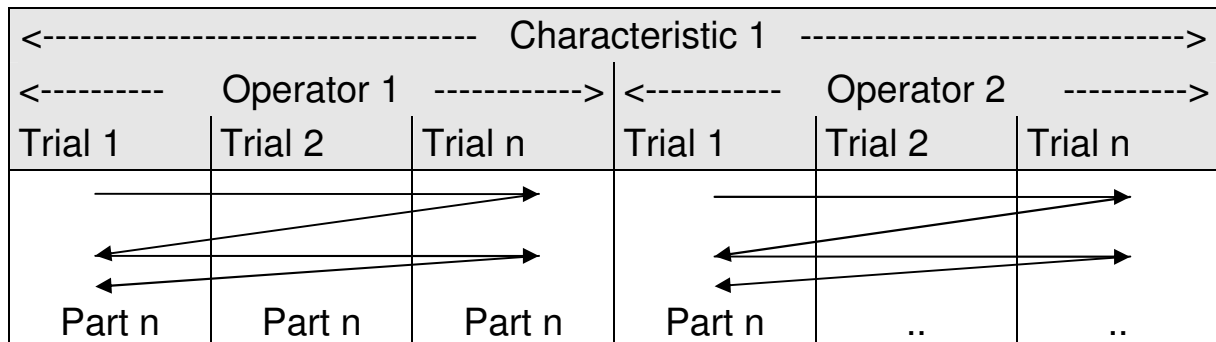 <---------------------------------- Characteristic 1 ------------------------------->
<---------- Operator 1 ------------> <----------- Operator 2 ---------->
Trial 1 Trial 2 Trial n Trial 1 Trial 2 Trial n
Part n Part n Part n Part n .. ..